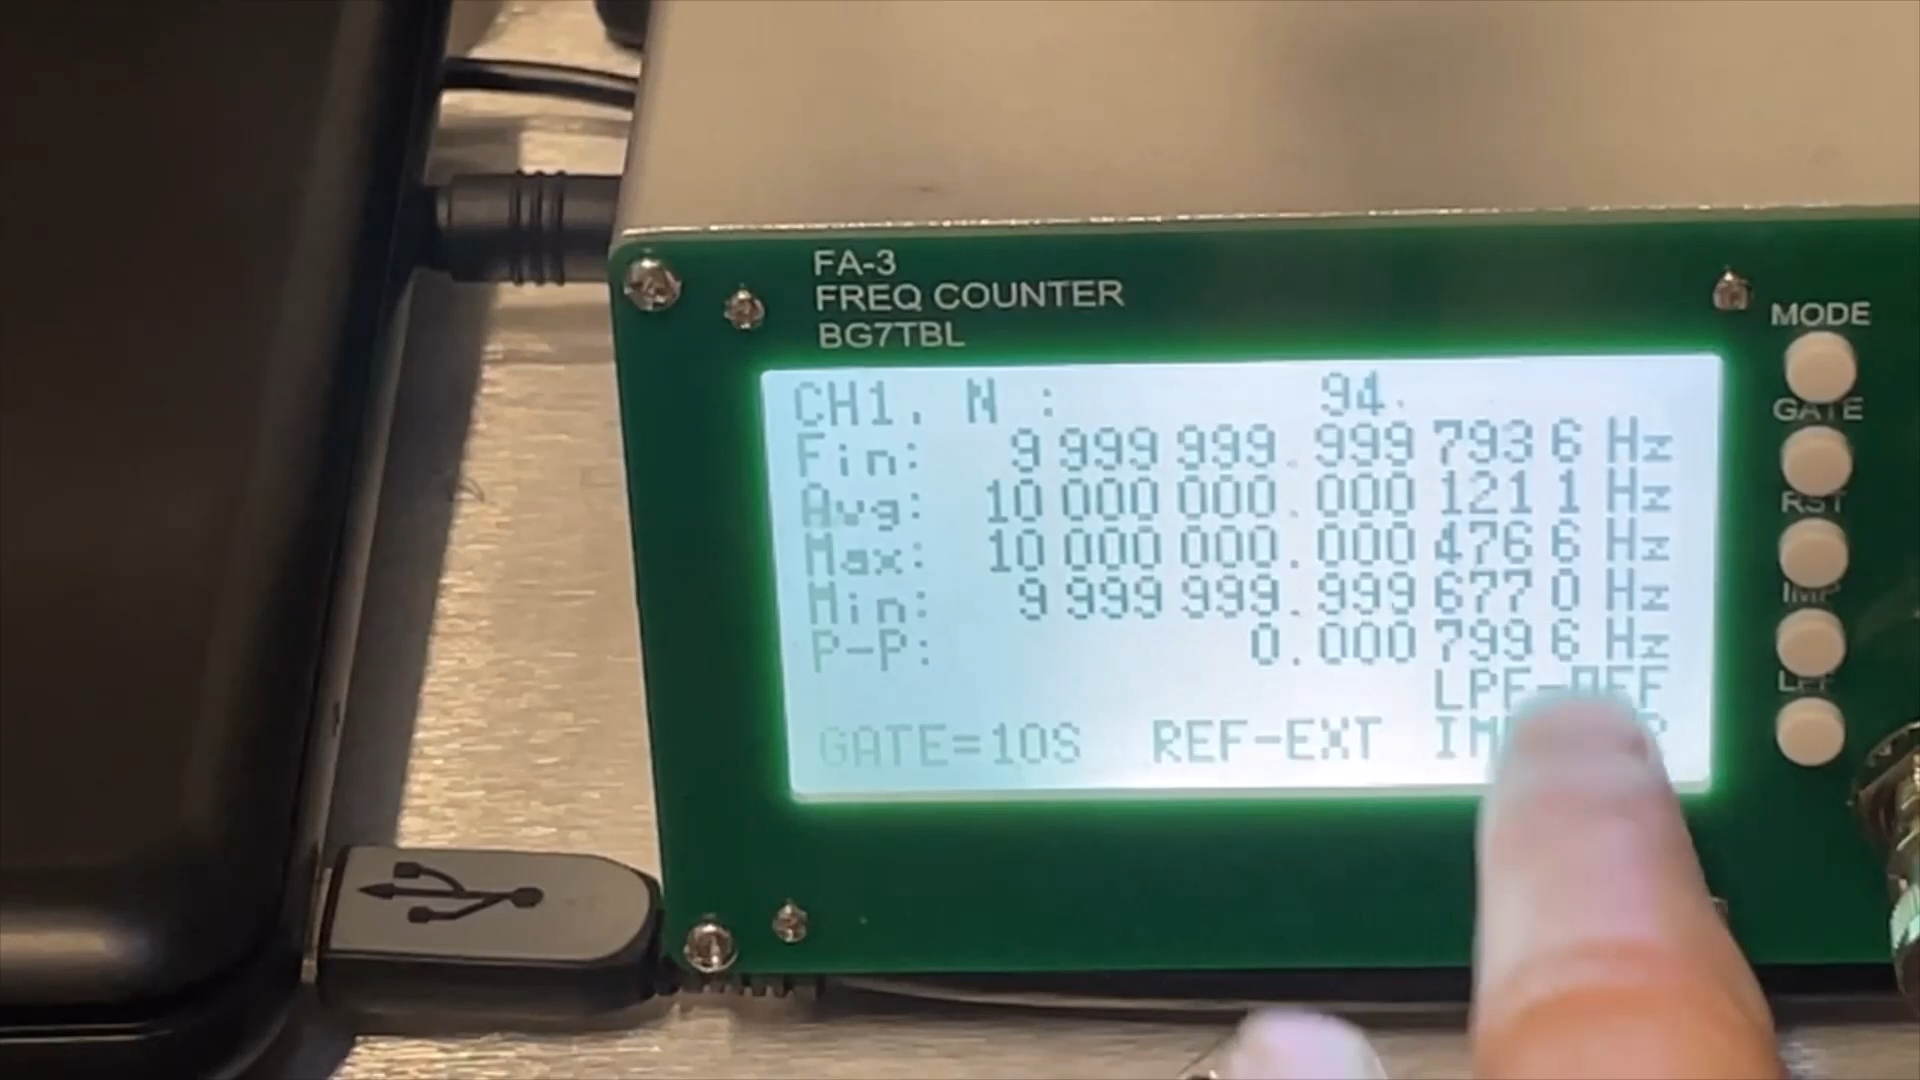 FA-3
FREQ COUNTER
BG7TBL
MODE
GATE
RST
IMP
CH1. N : 94.
Fin: 9 999 999.999 793 6 Hz
Avg: 10 000 000.000 121 1 Hz
Max: 10 000 000.000 476 6 Hz
Min: 9 999 999.999 677 0 Hz
P-P: 0.000 799 6 Hz
LPF-OFF
GATE=10S REF-EXT